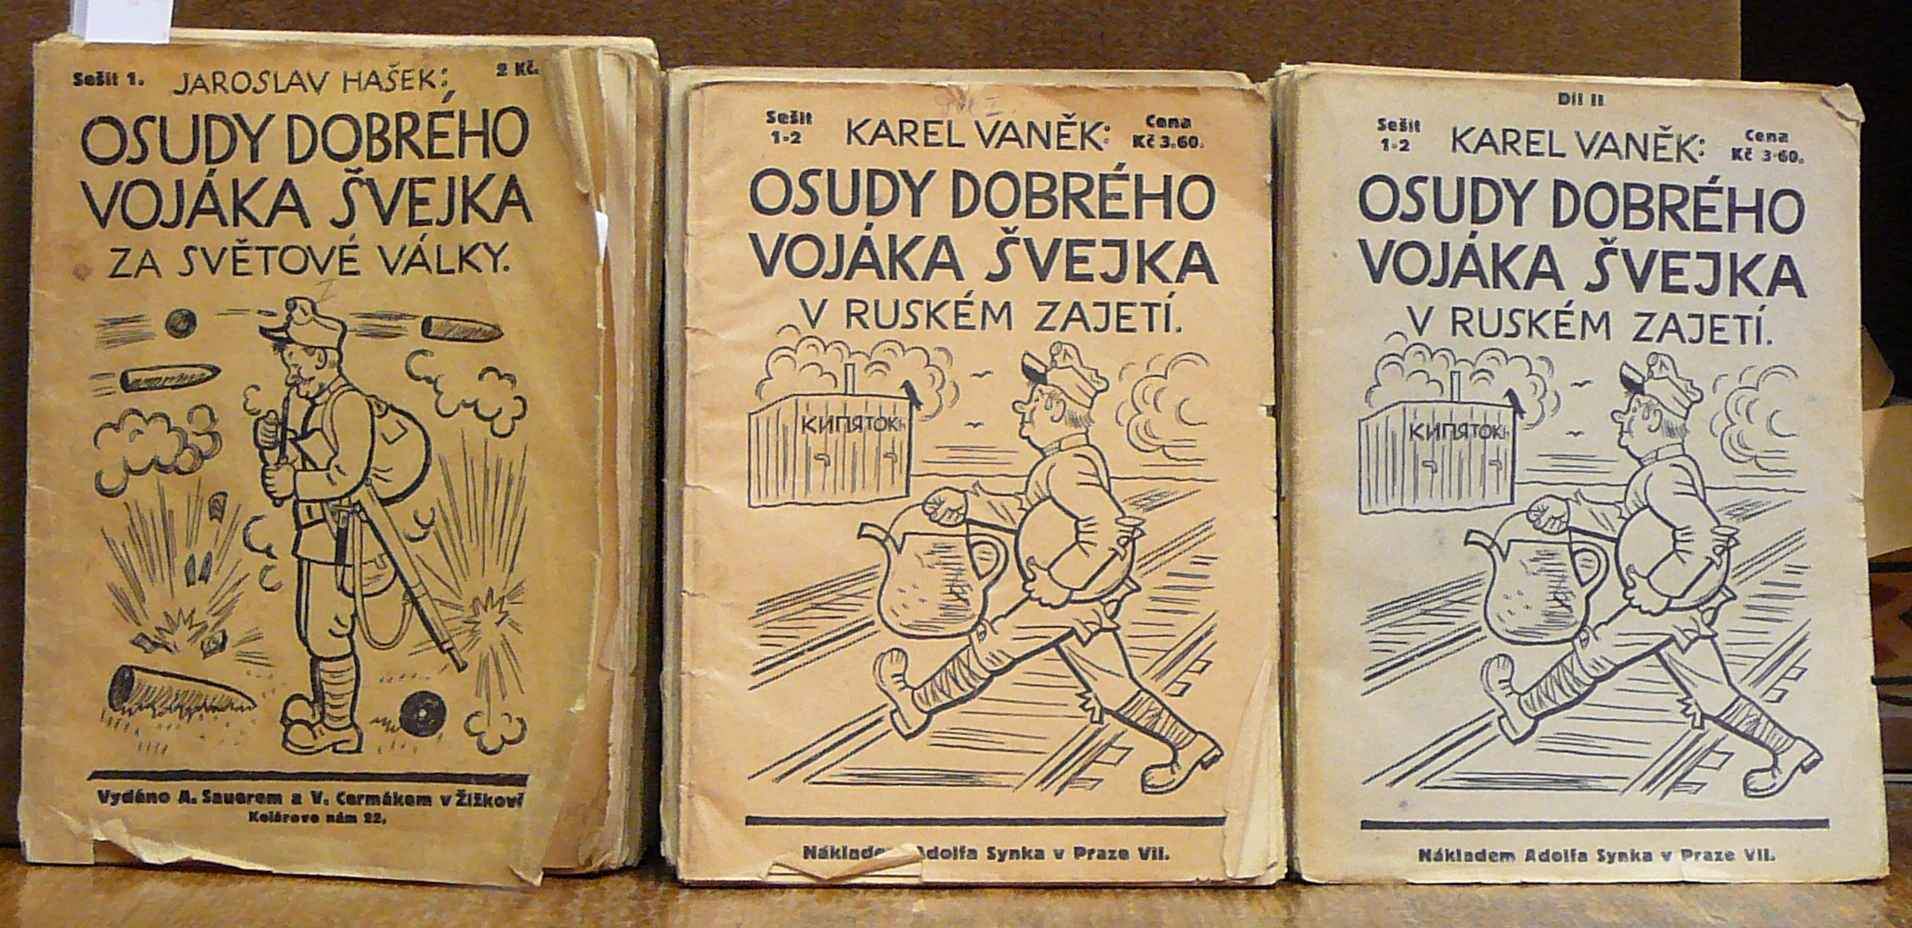 Sešit 1.
JAROSLAV HAŠEK:
2 Kč.
OSUDY DOBRÉHO
VOJÁKA ŠVEJKA
ZA SVĚTOVÉ VÁLKY.
Vydáno A. Sauerem a V. Čermákem v Žižkově
Kolárovo nám 22,
Sešit
1-2
KAREL VANĚK:
Cena
Kč 3.60.
OSUDY DOBRÉHO
VOJÁKA ŠVEJKA
V RUSKÉM ZAJETÍ.
КИПЯТОКЪ
Nákladem Adolfa Synka v Praze VII.
Díl II
Sešit
1-2
KAREL VANĚK:
Cena
Kč 3·60.
OSUDY DOBRÉHO
VOJÁKA ŠVEJKA
V RUSKÉM ZAJETÍ.
КИПЯТОКЪ
Nákladem Adolfa Synka v Praze VII.